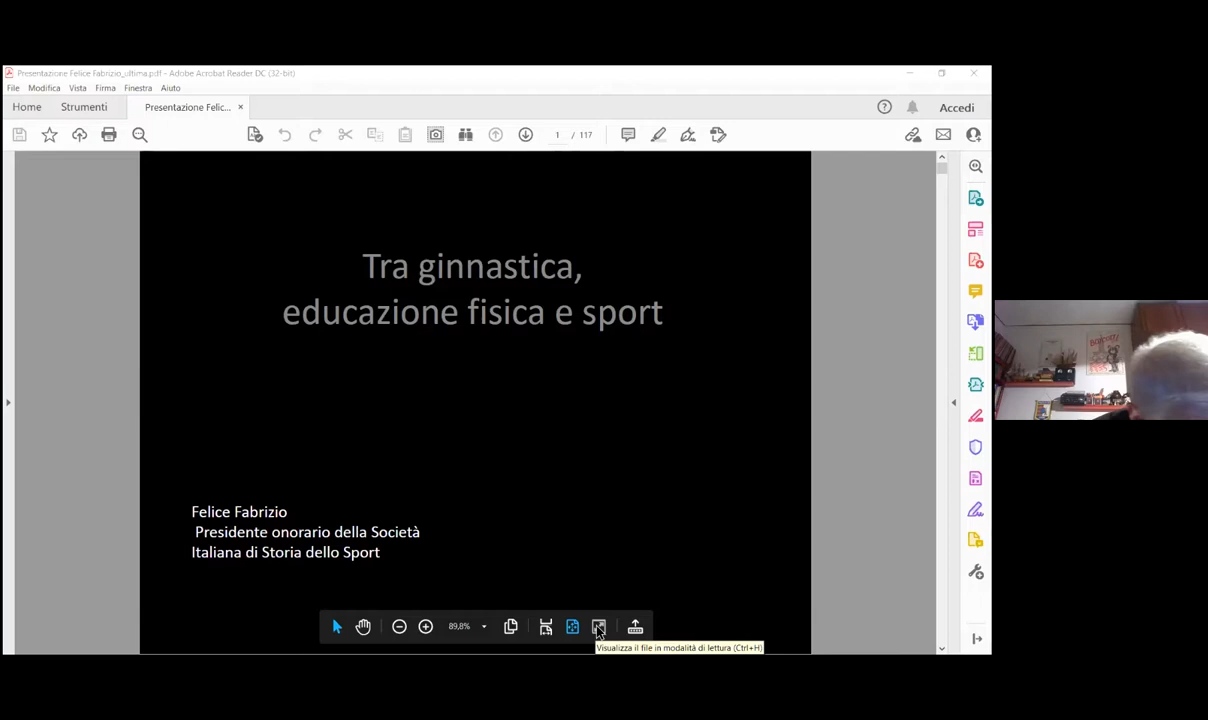 Presentazione Felice Fabrizio_ultima.pdf - Adobe Acrobat Reader DC (32-bit)
File Modifica Vista Firma Finestra Aiuto
Home Strumenti Presentazione Felic... × Accedi
1 / 117
Tra ginnastica,
educazione fisica e sport
Felice Fabrizio
Presidente onorario della Società
Italiana di Storia dello Sport
89,8%
Visualizza il file in modalità di lettura (Ctrl+H)